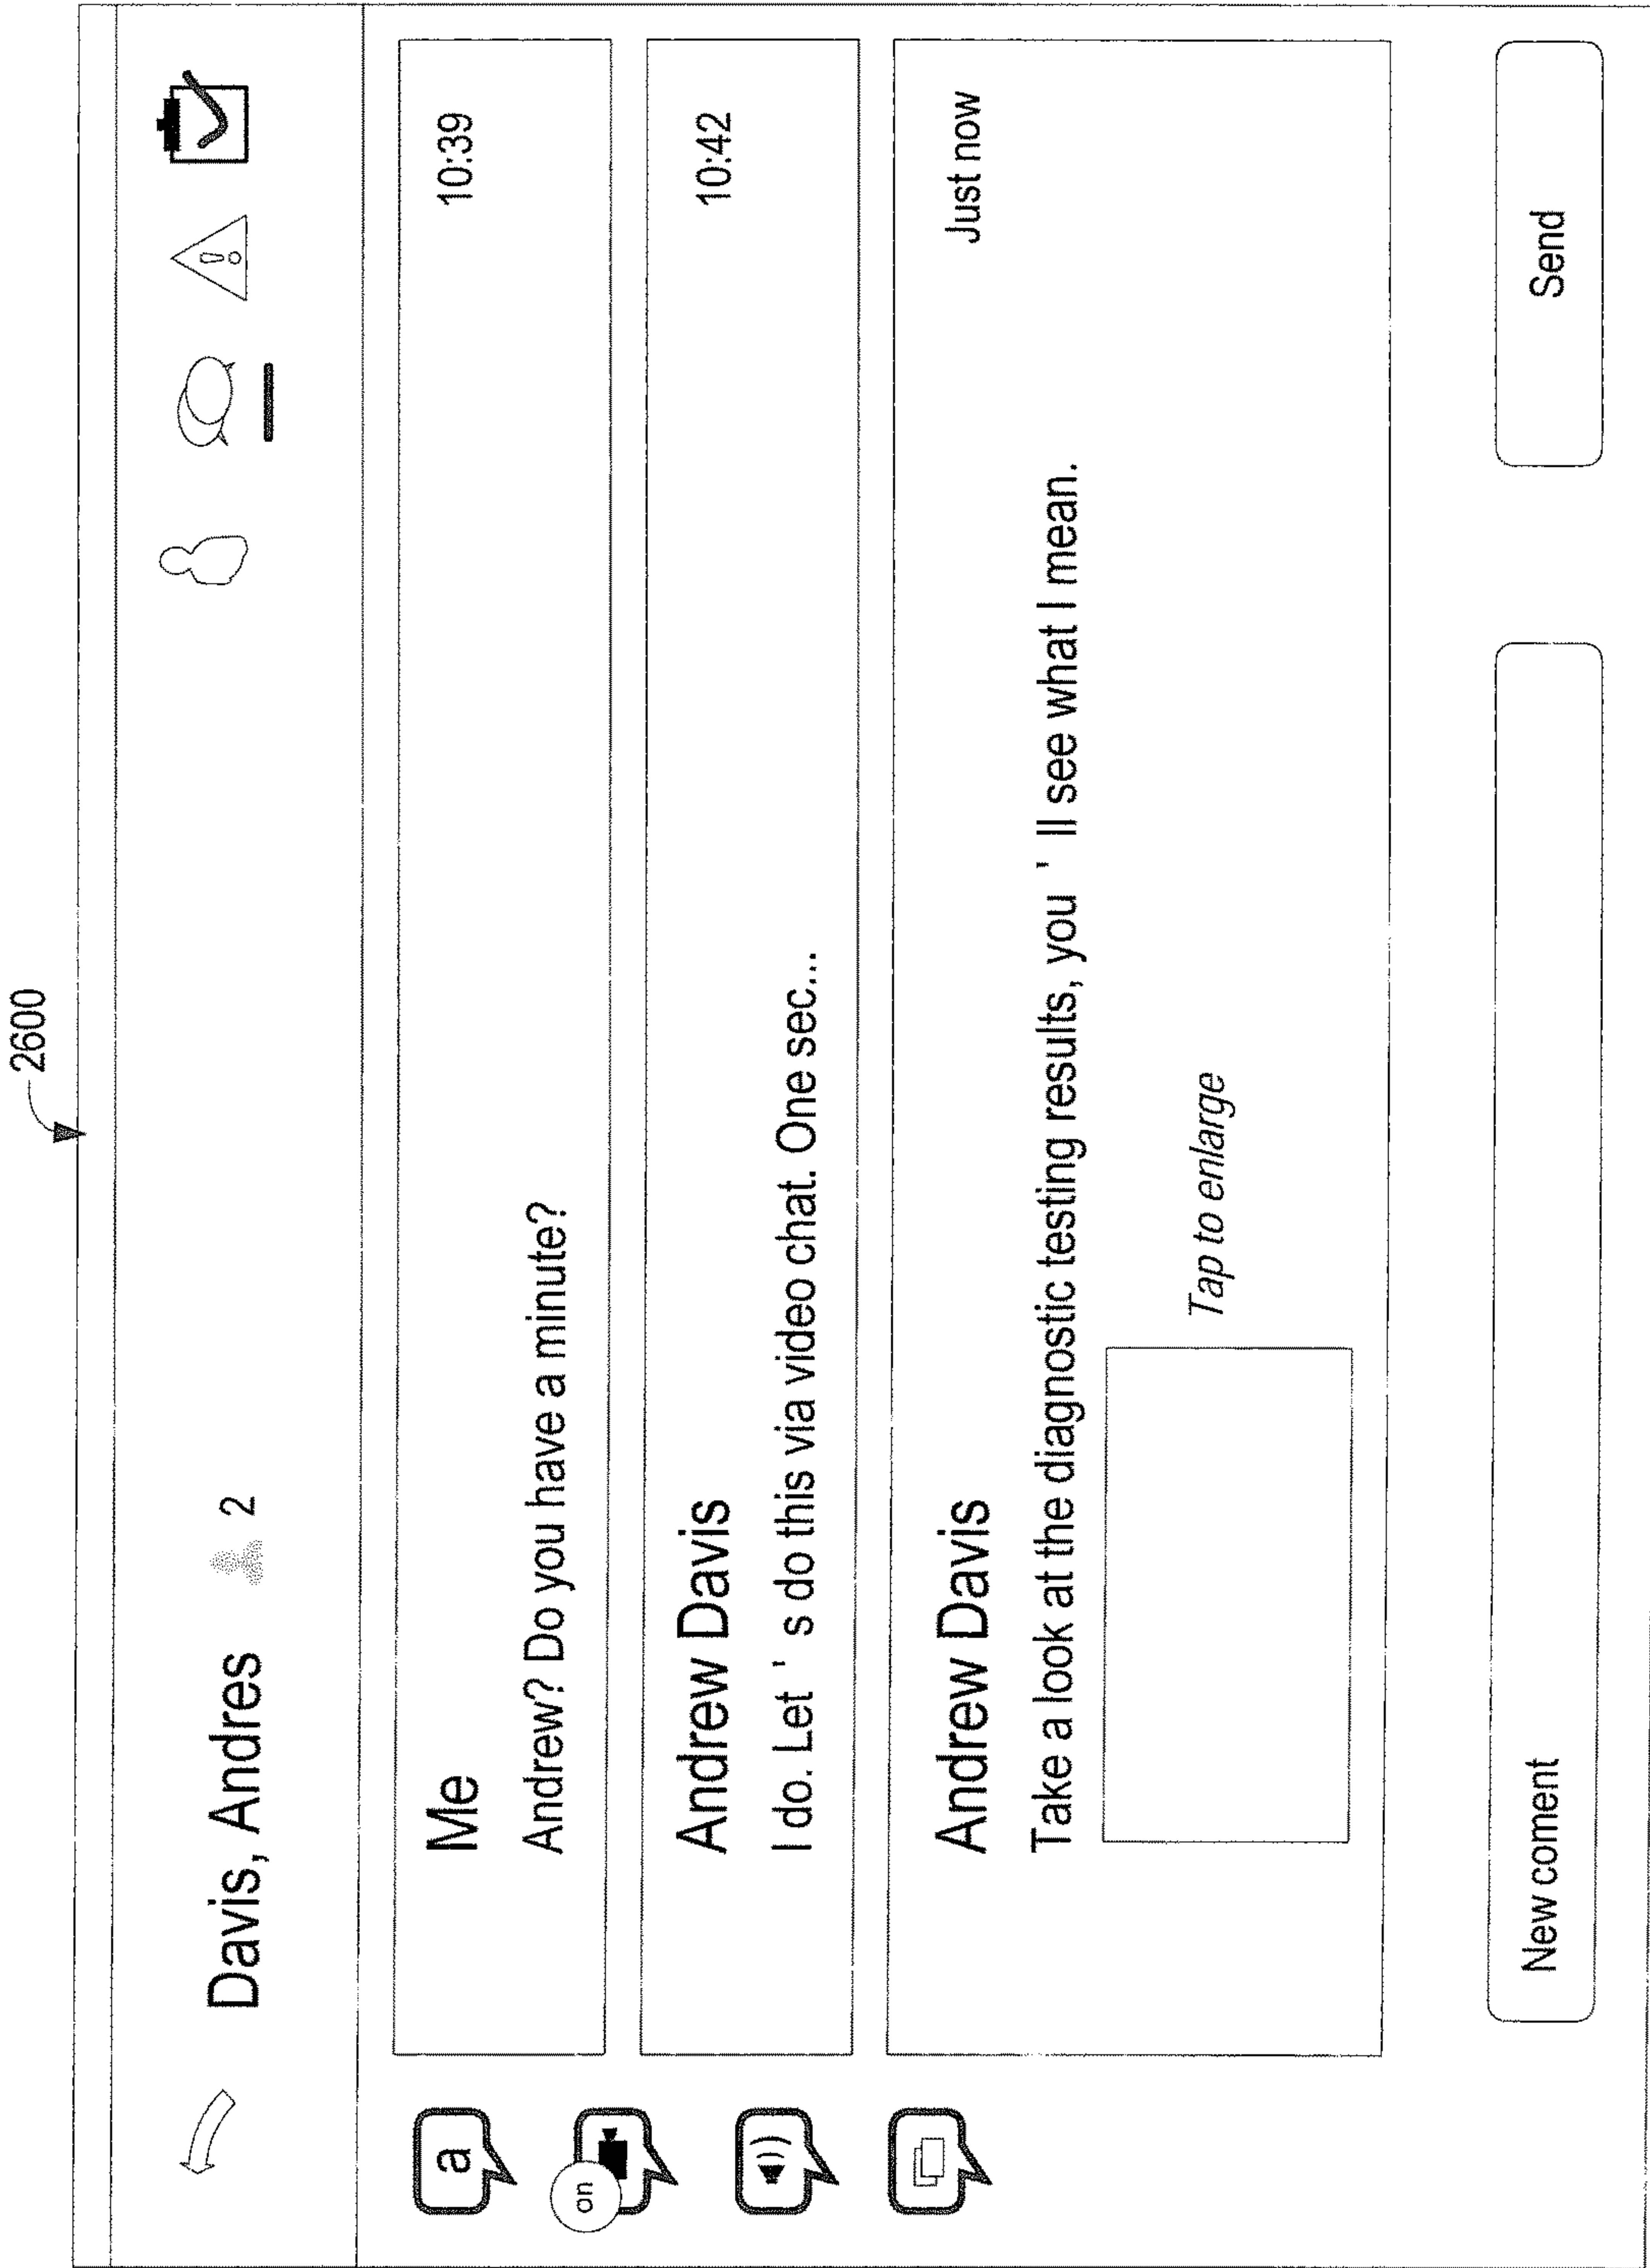 2600
Davis, Andres 2
a
on
Me 10:39
Andrew? Do you have a minute?
Andrew Davis 10:42
I do. Let ' s do this via video chat. One sec...
Andrew Davis Just now
Take a look at the diagnostic testing results, you ' ll see what I mean.
Tap to enlarge
New coment
Send